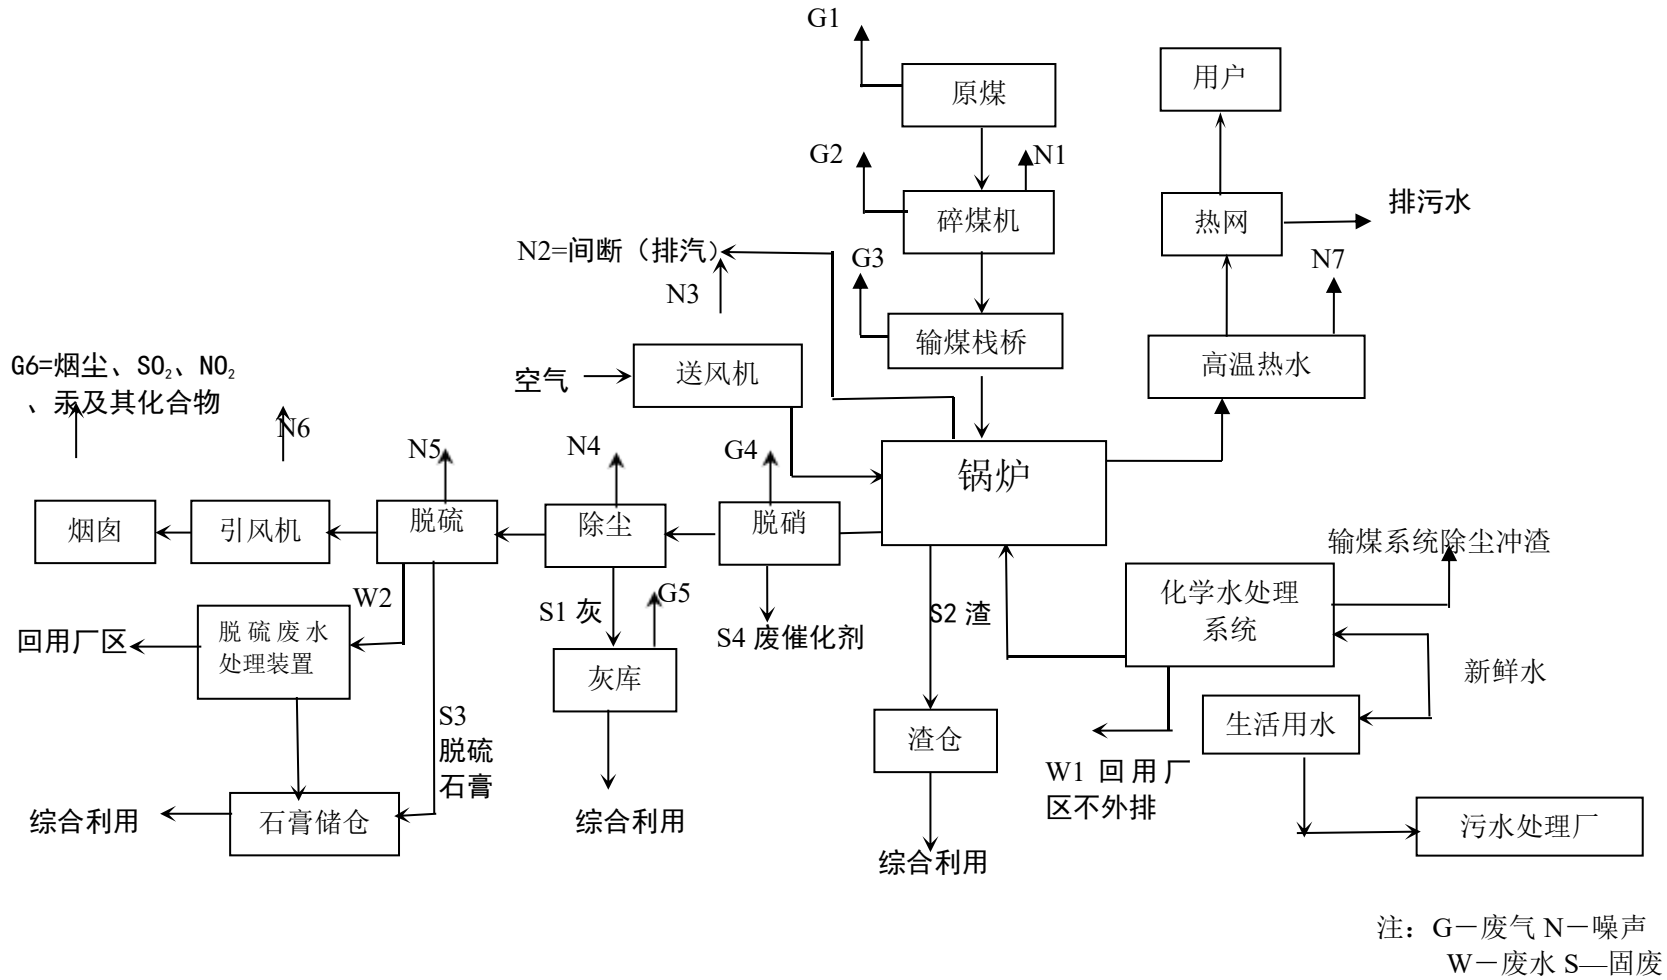 G1
原煤
用户
G2
N1
碎煤机
热网
排污水
N2=间断（排汽）
G3
N7
N3
输煤栈桥
高温热水
G6=烟尘、SO₂、NO₂
、汞及其化合物
空气
送风机
N6
N5
N4
G4
锅炉
烟囱
引风机
脱硫
除尘
脱硝
输煤系统除尘冲渣
W2
S1 灰
G5
S2 渣
化学水处理
系统
回用厂区
脱硫废水
处理装置
S4 废催化剂
灰库
新鲜水
S3
脱硫
石膏
渣仓
生活用水
W1 回用厂
区不外排
综合利用
石膏储仓
综合利用
污水处理厂
综合利用
注：G－废气 N－噪声
W－废水 S—固废